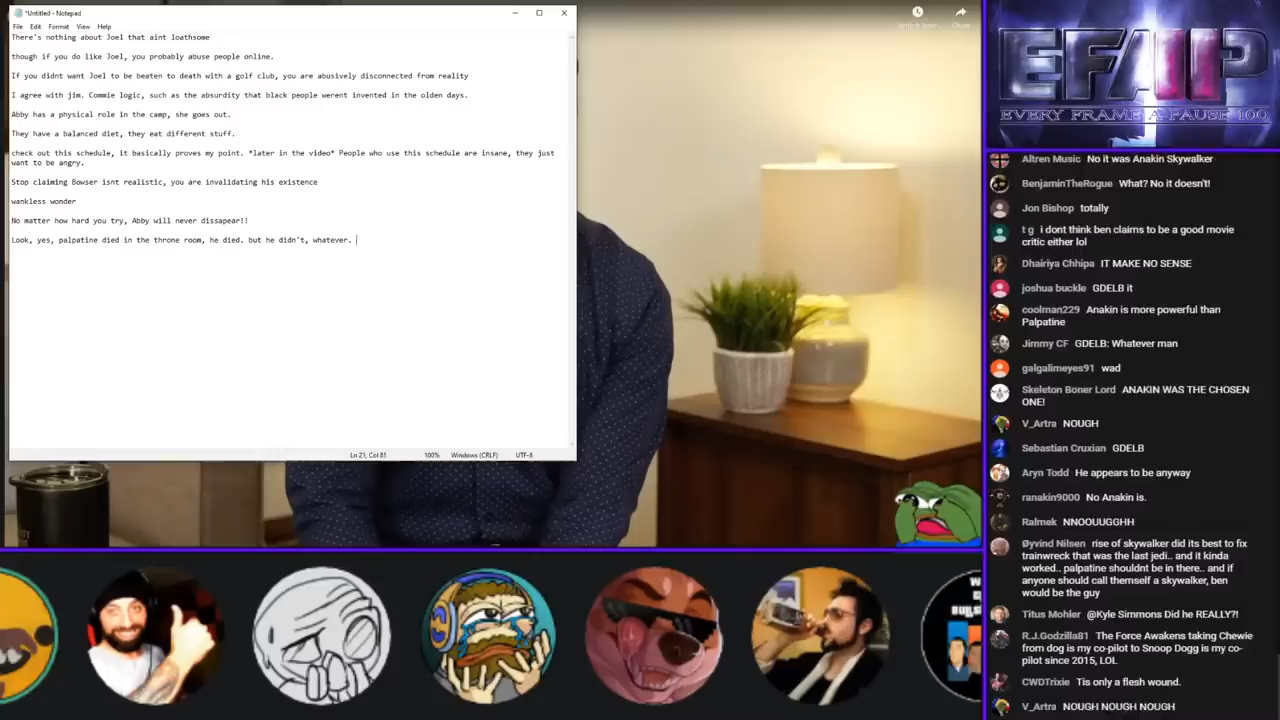 *Untitled - Notepad
File Edit Format View Help
There's nothing about Joel that aint loathsome
though if you do like Joel, you probably abuse people online.
If you didnt want Joel to be beaten to death with a golf club, you are abusively disconnected from reality
I agree with jim. Commie logic, such as the absurdity that black people werent invented in the olden days.
Abby has a physical role in the camp, she goes out.
They have a balanced diet, they eat different stuff.
check out this schedule, it basically proves my point. *later in the video* People who use this schedule are insane, they just
want to be angry.
Stop claiming Bowser isnt realistic, you are invalidating his existence
wankless wonder
No matter how hard you try, Abby will never dissapear!!
Look, yes, palpatine died in the throne room, he died. but he didn't, whatever.
Ln 21, Col 81 100% Windows (CRLF) UTF-8
Watch later Share
EFAP
EVERY FRAME A PAUSE 100
Altren Music No it was Anakin Skywalker
BenjaminTheRogue What? No it doesn't!
Jon Bishop totally
t g i dont think ben claims to be a good movie
critic either lol
Dhairiya Chhipa IT MAKE NO SENSE
joshua buckle GDELB it
coolman229 Anakin is more powerful than
Palpatine
Jimmy CF GDELB: Whatever man
galgalimeyes91 wad
Skeleton Boner Lord ANAKIN WAS THE CHOSEN
ONE!
V_Artra NOUGH
Sebastian Cruxian GDELB
Aryn Todd He appears to be anyway
ranakin9000 No Anakin is.
Ralmek NNOOUUGGHH
Øyvind Nilsen rise of skywalker did its best to fix
trainwreck that was the last jedi.. and it kinda
worked.. palpatine shouldnt be in there.. and if
anyone should call themself a skywalker, ben
would be the guy
Titus Mohler @Kyle Simmons Did he REALLY?!
R.J.Godzilla81 The Force Awakens taking Chewie
from dog is my co-pilot to Snoop Dogg is my co-
pilot since 2015, LOL
CWDTrixie Tis only a flesh wound.
V_Artra NOUGH NOUGH NOUGH